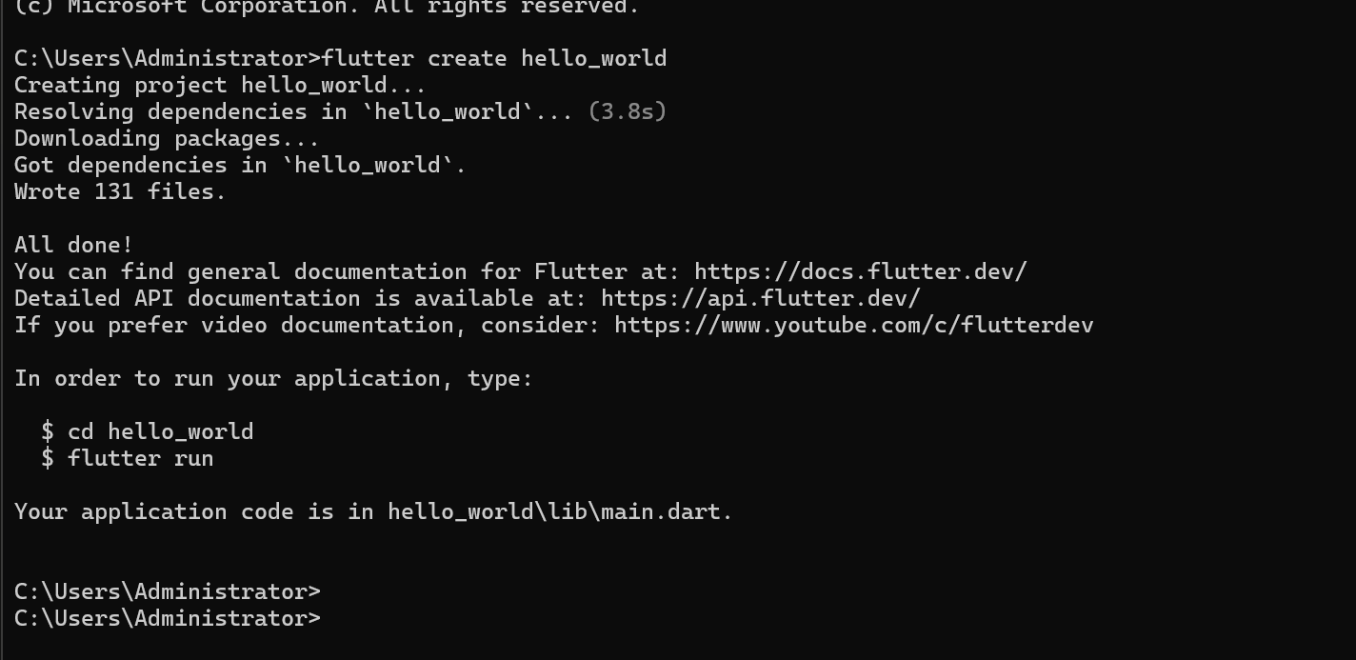 (c) Microsoft Corporation. All rights reserved.
C:\Users\Administrator>flutter create hello_world
Creating project hello_world...
Resolving dependencies in `hello_world`... (3.8s)
Downloading packages...
Got dependencies in `hello_world`.
Wrote 131 files.
All done!
You can find general documentation for Flutter at: https://docs.flutter.dev/
Detailed API documentation is available at: https://api.flutter.dev/
If you prefer video documentation, consider: https://www.youtube.com/c/flutterdev
In order to run your application, type:
$ cd hello_world
$ flutter run
Your application code is in hello_world\lib\main.dart.
C:\Users\Administrator>
C:\Users\Administrator>